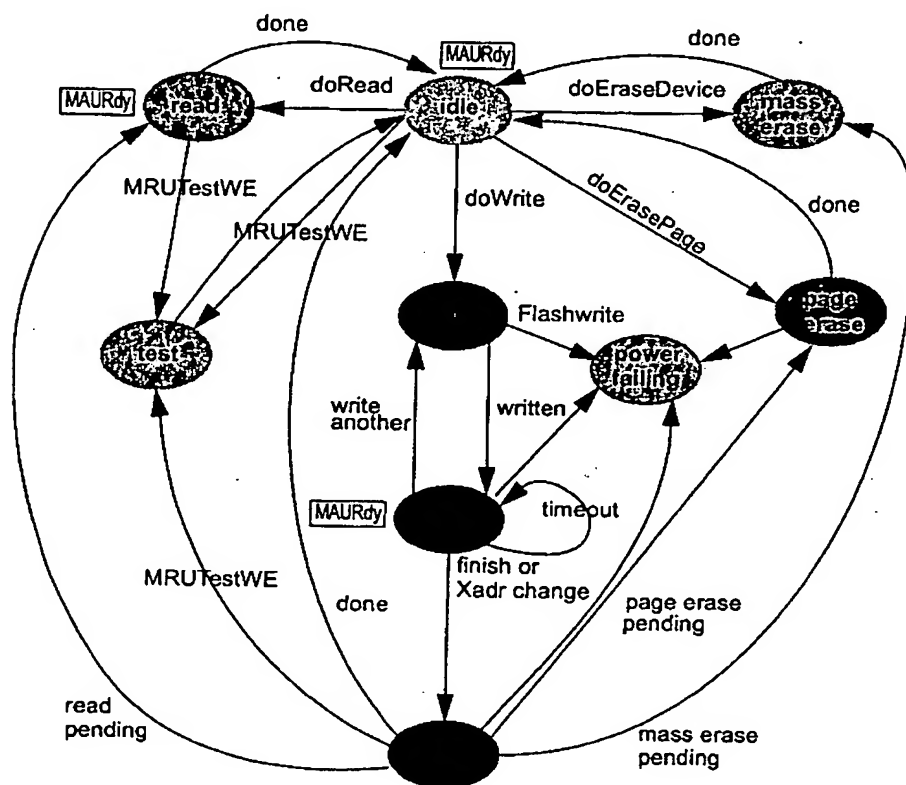 done
MAURdy
done
MAURdy
read
doRead
idle
doEraseDevice
mass
erase
MRUTestWE
MRUTestWE
doWrite
doErasePage
done
Flashwrite
page
erase
test
power
failing
write
another
written
MAURdy
timeout
MRUTestWE
done
finish or
Xadr change
page erase
pending
read
pending
mass erase
pending